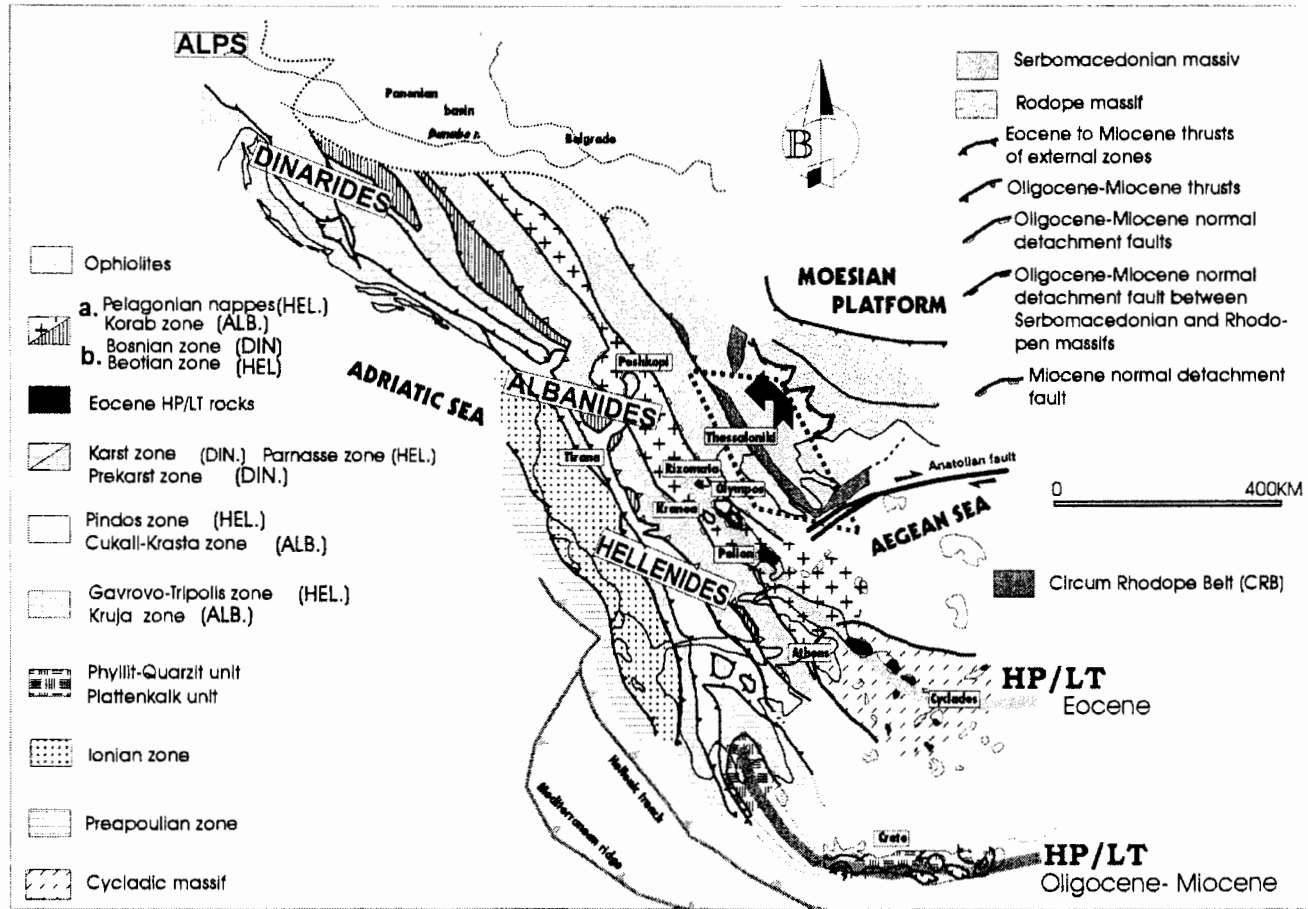 ALPS
Panonian
basin
Danube r.
Belgrade
B
DINARIDES
MOESIAN
PLATFORM
ADRIATIC SEA
ALBANIDES
Peshkopi
Tirana
Thessaloniki
Rizomata
Olympos
Kranea
Pelion
HELLENIDES
Anatolian fault
AEGEAN SEA
0 400KM
Athens
Cyclades
HP/LT
Eocene
Hellenic trench
Mediterranean ridge
Crete
HP/LT
Oligocene- Miocene
Ophiolites
a. Pelagonian nappes(HEL.)
Korab zone (ALB.)
Bosnian zone (DIN)
b. Beotian zone (HEL)
Eocene HP/LT rocks
Karst zone (DIN.) Parnasse zone (HEL.)
Prekarst zone (DIN.)
Pindos zone (HEL.)
Cukali-Krasta zone (ALB.)
Gavrovo-Tripolis zone (HEL.)
Kruja zone (ALB.)
Phyllit-Quarzit unit
Plattenkalk unit
Ionian zone
Preapoulian zone
Cycladic massif
Serbomacedonian massiv
Rodope massif
Eocene to Miocene thrusts
of external zones
Oligocene-Miocene thrusts
Oligocene-Miocene normal
detachment faults
Oligocene-Miocene normal
detachment fault between
Serbomacedonian and Rhodo-
pen massifs
Miocene normal detachment
fault
Circum Rhodope Belt (CRB)